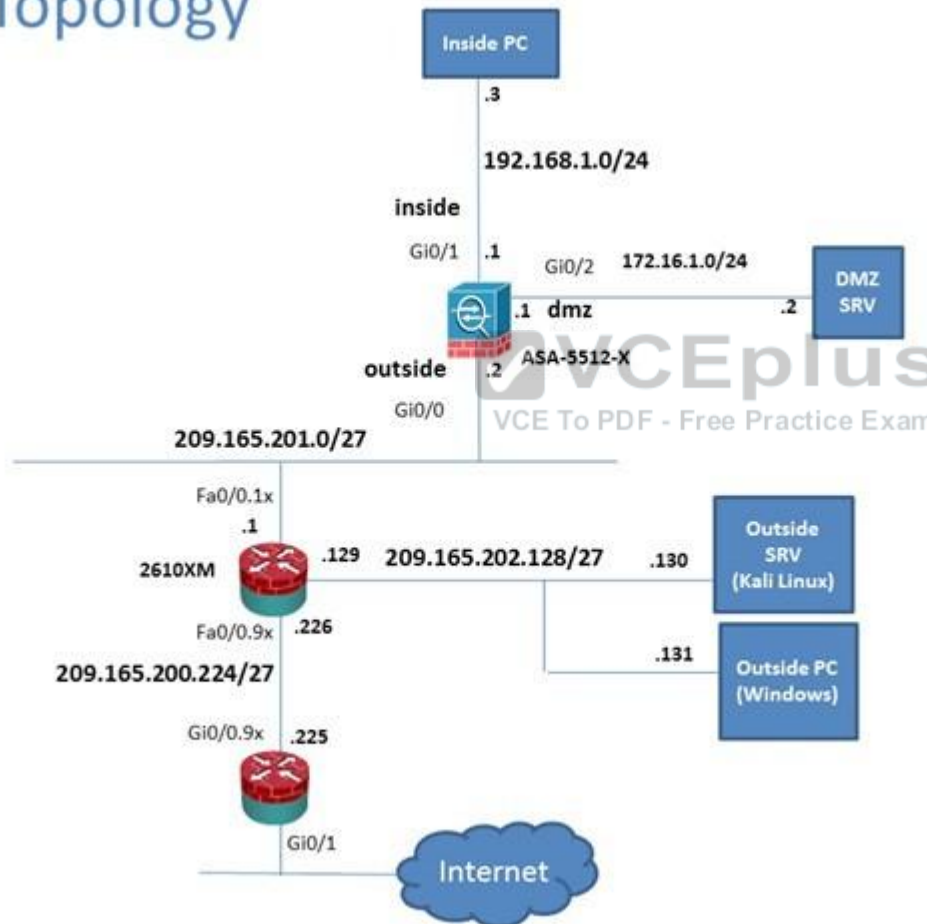 Topology
Inside PC
.3
192.168.1.0/24
inside
Gi0/1
.1
Gi0/2
172.16.1.0/24
DMZ
SRV
.1
dmz
.2
ASA-5512-X
outside
.2
Gi0/0
VCEplus
VCE To PDF - Free Practice Exam
209.165.201.0/27
Fa0/0.1x
.1
2610XM
.129
209.165.202.128/27
.130
Outside
SRV
(Kali Linux)
Fa0/0.9x
.226
.131
Outside PC
(Windows)
209.165.200.224/27
Gi0/0.9x
.225
Gi0/1
Internet